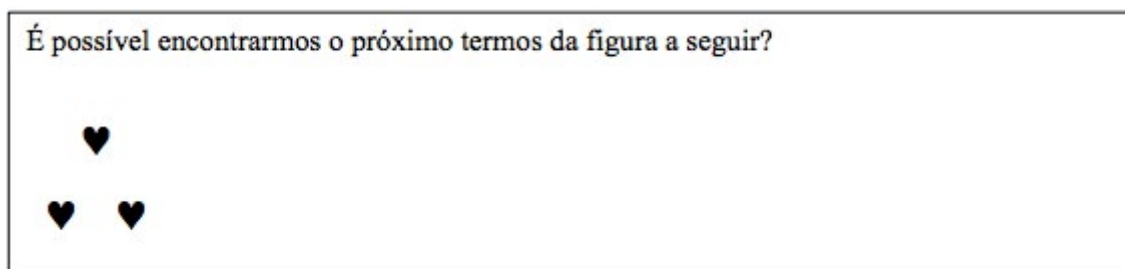 É possível encontrarmos o próximo termos da figura a seguir?
♥
♥ ♥